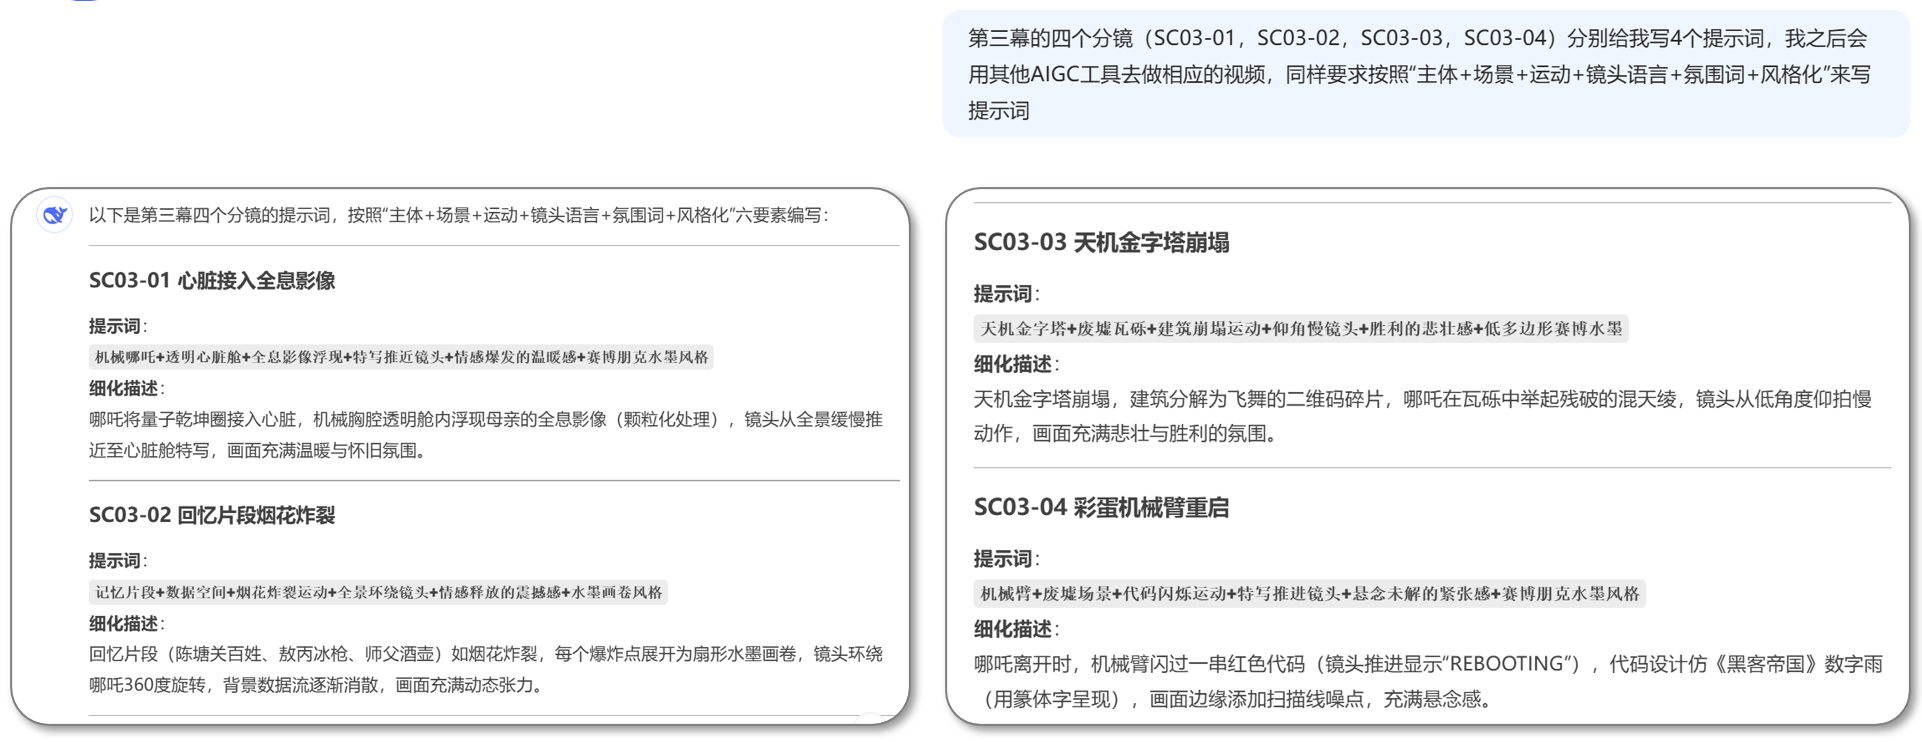 第三幕的四个分镜（SC03-01，SC03-02，SC03-03，SC03-04）分别给我写4个提示词，我之后会
用其他AIGC工具去做相应的视频，同样要求按照“主体+场景+运动+镜头语言+氛围词+风格化”来写
提示词
以下是第三幕四个分镜的提示词，按照“主体+场景+运动+镜头语言+氛围词+风格化”六要素编写：
SC03-01 心脏接入全息影像
提示词：
机械哪吒+透明心脏舱+全息影像浮现+特写推近镜头+情感爆发的温暖感+赛博朋克水墨风格
细化描述：
哪吒将量子乾坤圈接入心脏，机械胸腔透明舱内浮现母亲的全息影像（颗粒化处理），镜头从全景缓慢推
近至心脏舱特写，画面充满温暖与怀旧氛围。
SC03-02 回忆片段烟花炸裂
提示词：
记忆片段+数据空间+烟花炸裂运动+全景环绕镜头+情感释放的震撼感+水墨画卷风格
细化描述：
回忆片段（陈塘关百姓、敖丙冰枪、师父酒壶）如烟花炸裂，每个爆炸点展开为扇形水墨画卷，镜头环绕
哪吒360度旋转，背景数据流逐渐消散，画面充满动态张力。
SC03-03 天机金字塔崩塌
提示词：
天机金字塔+废墟瓦砾+建筑崩塌运动+仰角慢镜头+胜利的悲壮感+低多边形赛博水墨
细化描述：
天机金字塔崩塌，建筑分解为飞舞的二维码碎片，哪吒在瓦砾中举起残破的混天绫，镜头从低角度仰拍慢
动作，画面充满悲壮与胜利的氛围。
SC03-04 彩蛋机械臂重启
提示词：
机械臂+废墟场景+代码闪烁运动+特写推进镜头+悬念未解的紧张感+赛博朋克水墨风格
细化描述：
哪吒离开时，机械臂闪过一串红色代码（镜头推进显示“REBOOTING”），代码设计仿《黑客帝国》数字雨
（用篆体字呈现），画面边缘添加扫描线噪点，充满悬念感。